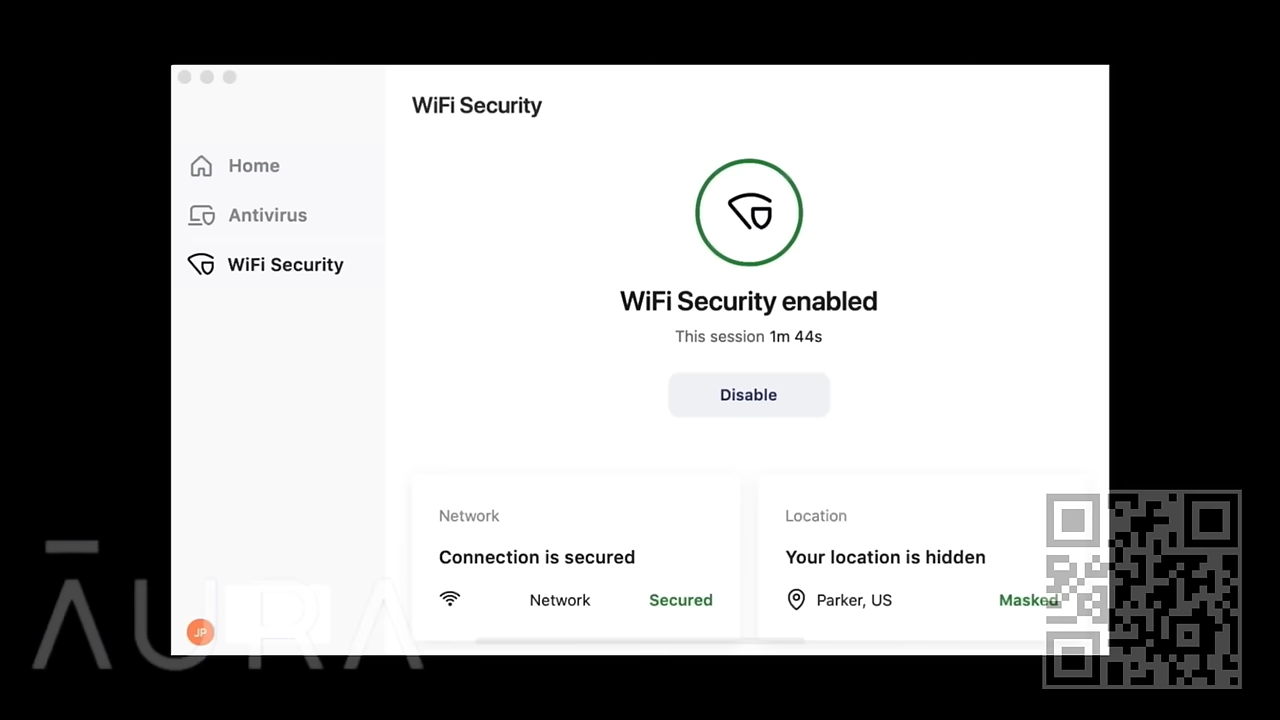 WiFi Security
Home
Antivirus
WiFi Security
WiFi Security enabled
This session 1m 44s
Disable
Network
Connection is secured
Network Secured
Location
Your location is hidden
Parker, US Masked
JP
ĀURA